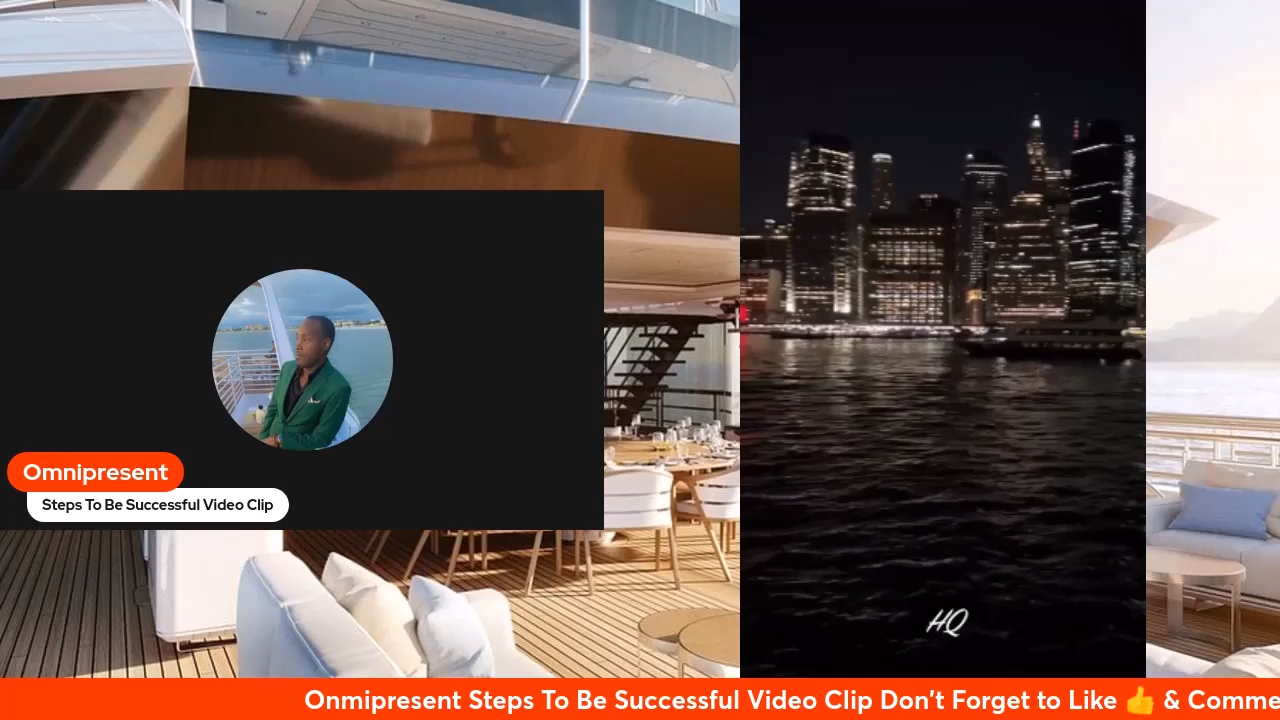 Omnipresent
Steps To Be Successful Video Clip
HQ
Onmipresent Steps To Be Successful Video Clip Don't Forget to Like 👍 & Comme